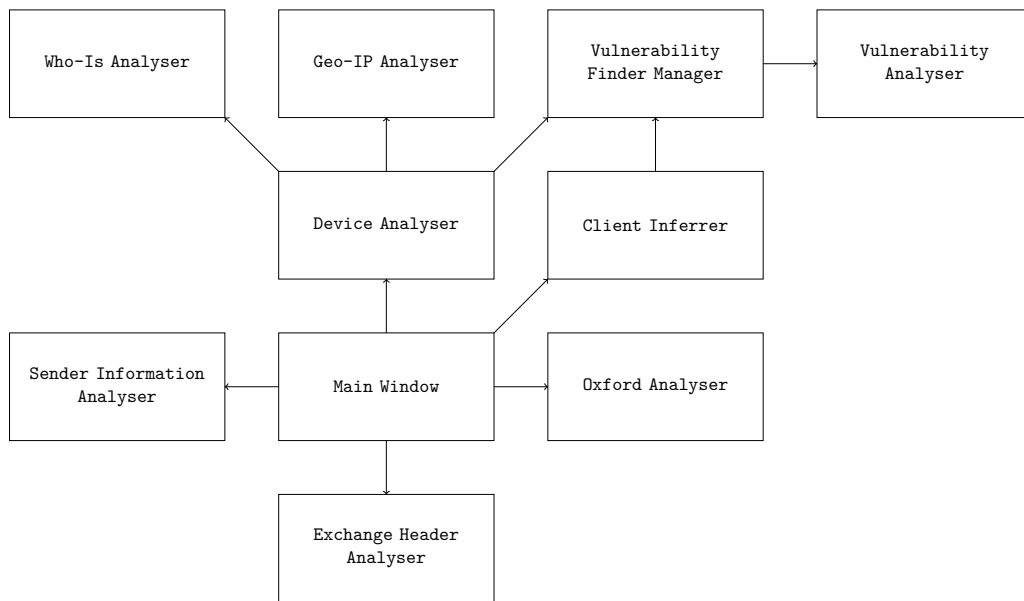 Who-Is Analyser
Geo-IP Analyser
Vulnerability
Finder Manager
Vulnerability
Analyser
Device Analyser
Client Inferrer
Sender Information
Analyser
Main Window
Oxford Analyser
Exchange Header
Analyser